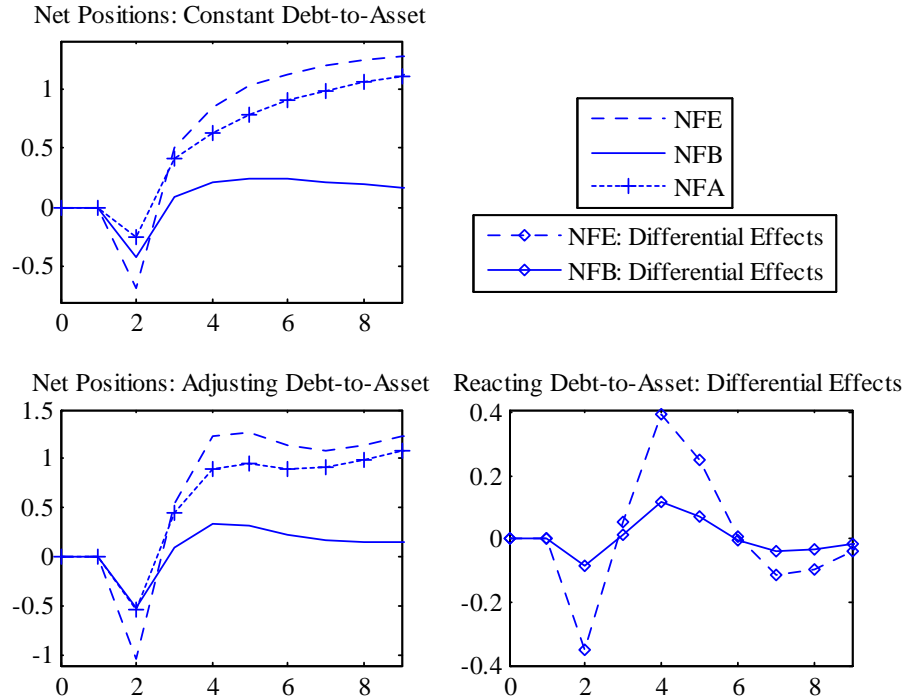 Net Positions: Constant Debt-to-Asset
1
0.5
0
-0.5
0 2 4 6 8
NFE
NFB
NFA
NFE: Differential Effects
NFB: Differential Effects
Net Positions: Adjusting Debt-to-Asset
1.5
1
0.5
0
-0.5
-1
0 2 4 6 8
Reacting Debt-to-Asset: Differential Effects
0.4
0.2
0
-0.2
-0.4
0 2 4 6 8